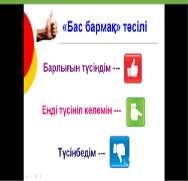 «Бас бармақ» тәсілі
Барлығын түсіндім ---
Енді түсініп келемін ---
Түсінбедім ---